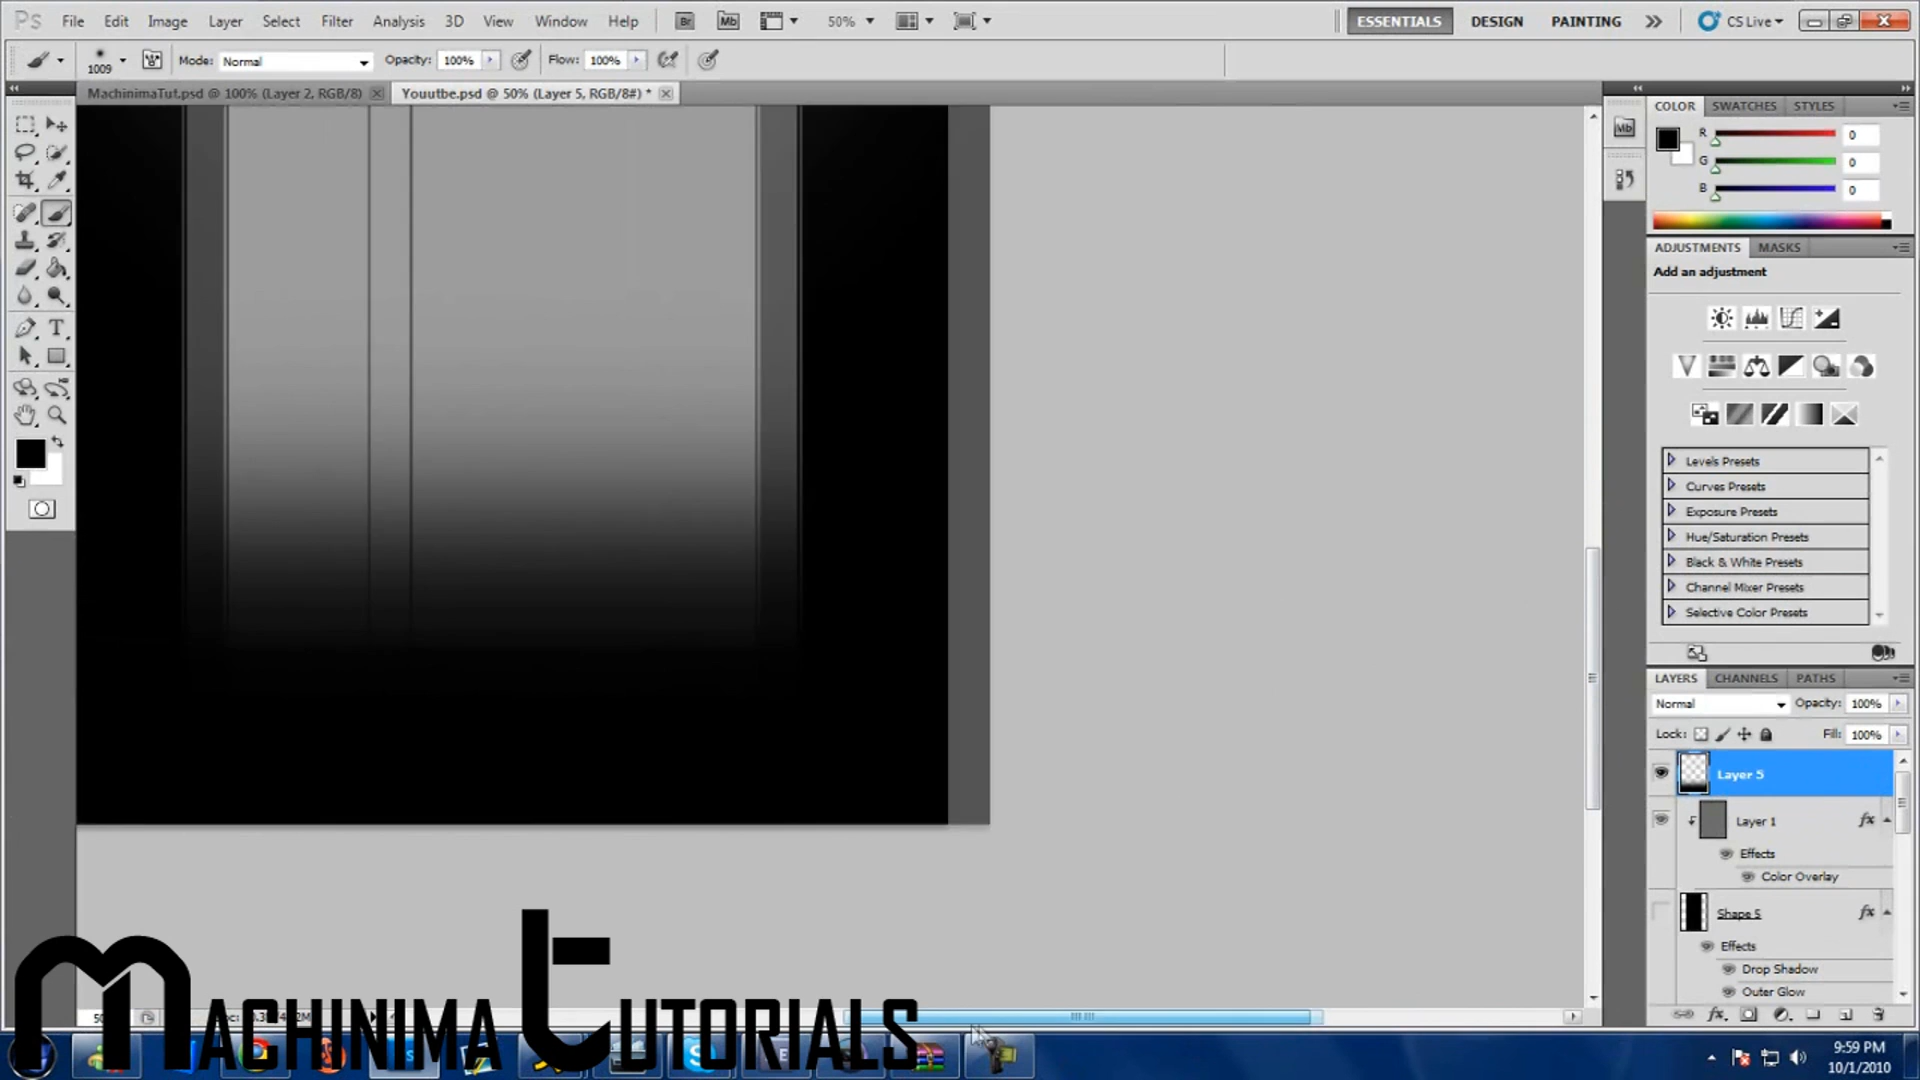 Ps File Edit Image Layer Select Filter Analysis 3D View Window Help Br Mb 50% ESSENTIALS DESIGN PAINTING CS Live
1009 Mode: Normal Opacity: 100% Flow: 100%
MachinimaTut.psd @ 100% (Layer 2, RGB/8) Youutbe.psd @ 50% (Layer 5, RGB/8#) *
COLOR SWATCHES STYLES
Mb
R 0
G 0
B 0
ADJUSTMENTS MASKS
Add an adjustment
Levels Presets
Curves Presets
Exposure Presets
Hue/Saturation Presets
Black & White Presets
Channel Mixer Presets
Selective Color Presets
LAYERS CHANNELS PATHS
Normal Opacity: 100%
Lock: Fill: 100%
Layer 5
Layer 1 fx
Effects
Color Overlay
Shape 5 fx
Effects
Drop Shadow
Outer Glow
MACHINIMA TUTORIALS
9:59 PM
10/1/2010